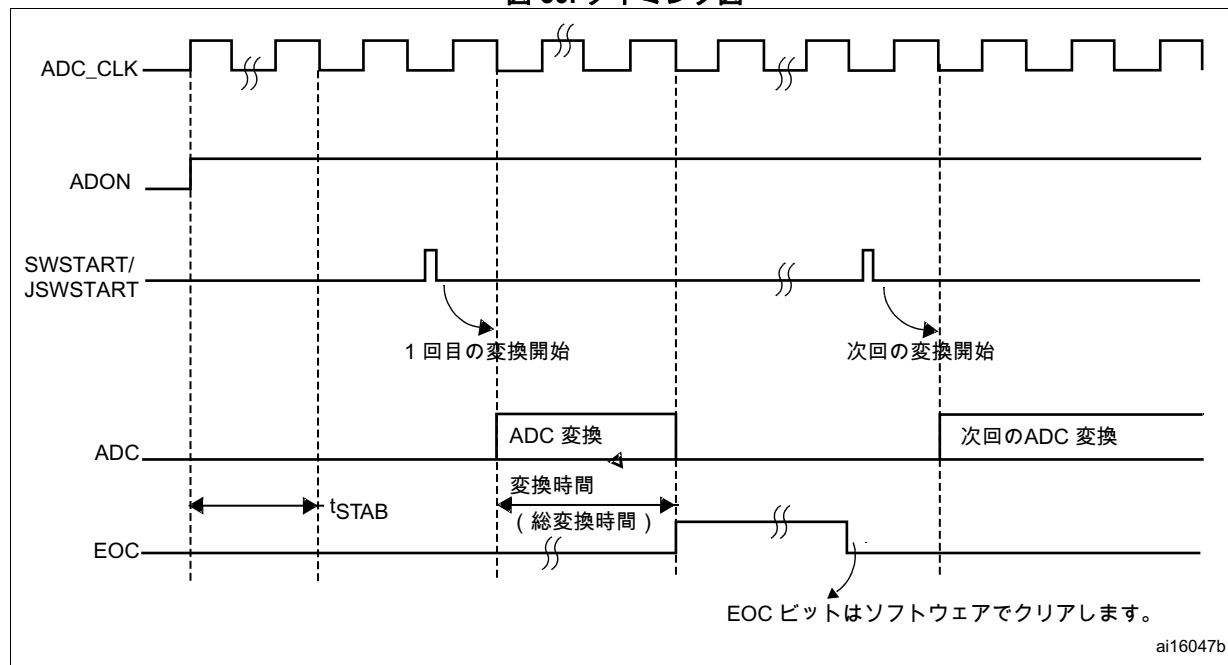 ADC_CLK
ADON
SWSTART/
JSWSTART
1 回目の変換開始
次回の変換開始
ADC
ADC 変換
次回のADC 変換
変換時間
( 総変換時間 )
tSTAB
EOC
EOC ビットはソフトウェアでクリアします。
ai16047b